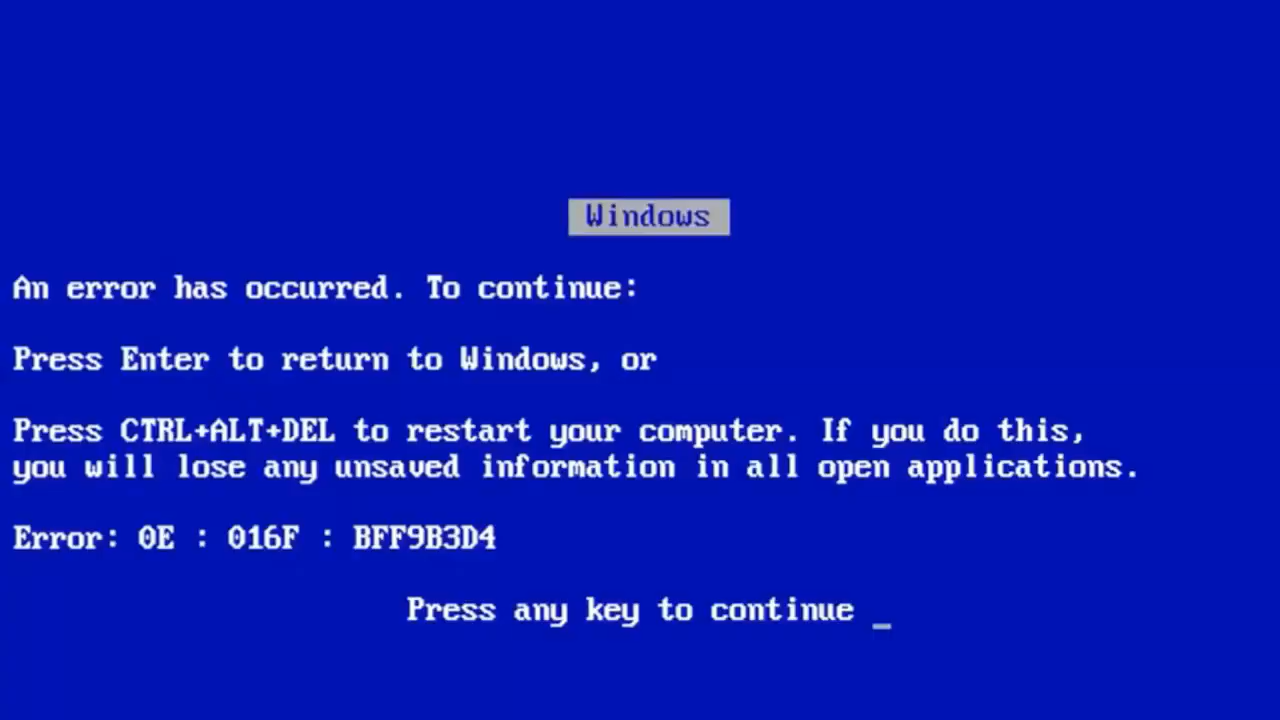 Windows
An error has occurred. To continue:
Press Enter to return to Windows, or
Press CTRL+ALT+DEL to restart your computer. If you do this,
you will lose any unsaved information in all open applications.
Error: 0E : 016F : BFF9B3D4
Press any key to continue _